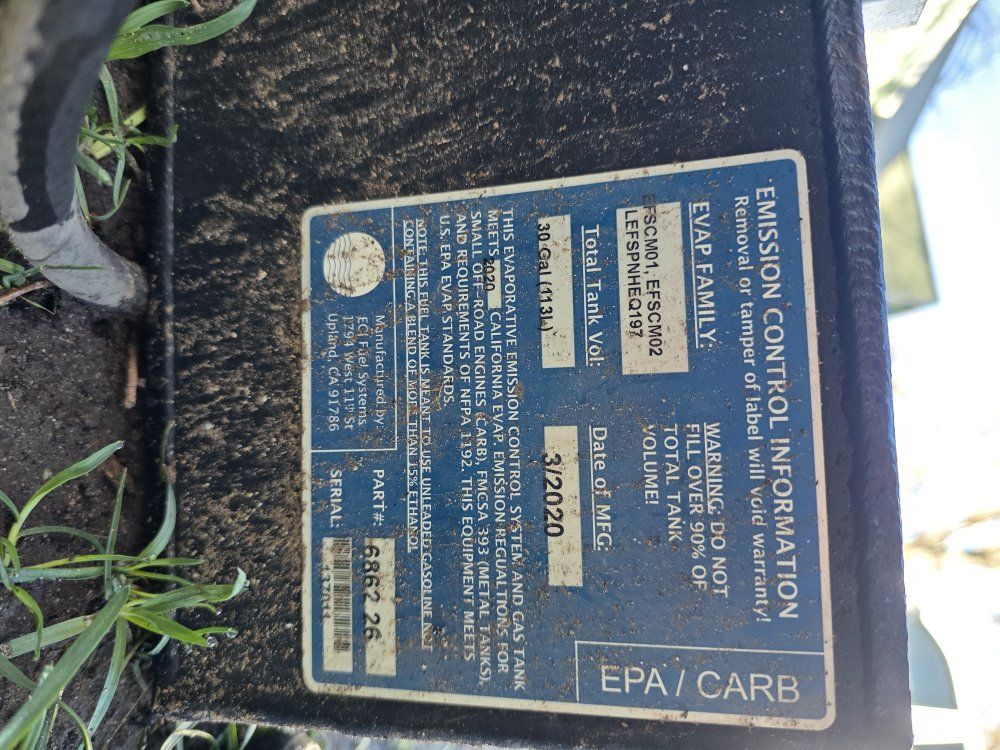 EMISSION CONTROL INFORMATION
Removal or tamper of label will void warranty!
EVAP FAMILY:
EFSCM01, EFSCM02
LEFSPNHEQ197
WARNING: DO NOT
FILL OVER 90% OF
TOTAL TANK
VOLUME!
Total Tank Vol:
30 Gal (113L)
Date of MFG:
3/2020
EPA / CARB
THIS EVAPORATIVE EMISSION CONTROL SYSTEM AND GAS TANK
MEETS 2020 CALIFORNIA EVAP. EMISSION REGUALTIONS FOR
SMALL OFF-ROAD ENGINES (CARB), FMCSA 393 (METAL TANKS),
AND REQUIREMENTS OF NFPA 1192. THIS EQUIPMENT MEETS
U.S. EPA EVAP STANDARDS.
NOTE: THIS FUEL TANK IS MEANT TO USE UNLEADED GASOLINE NOT
CONTAINING A BLEND OF MORE THAN 15% ETHANOL
Manufactured by:
Fuel Systems
1794 West 11th St
Upland, CA 91786
PART#: 6862 26
SERIAL: